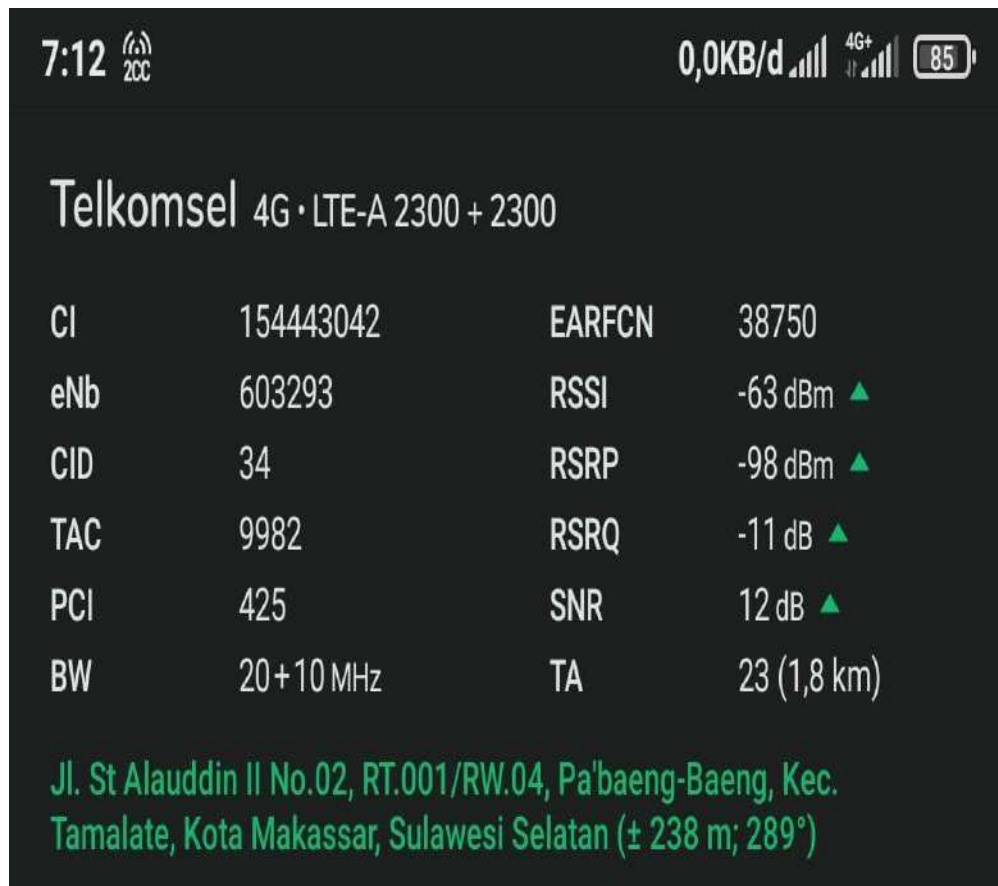 7:12 2CC 0,0KB/d 4G+ 85
Telkomsel 4G • LTE-A 2300 + 2300
CI 154443042 EARFCN 38750
eNb 603293 RSSI -63 dBm ▲
CID 34 RSRP -98 dBm ▲
TAC 9982 RSRQ -11 dB ▲
PCI 425 SNR 12 dB ▲
BW 20+10 MHz TA 23 (1,8 km)
Jl. St Alauddin II No.02, RT.001/RW.04, Pa'baeng-Baeng, Kec.
Tamalate, Kota Makassar, Sulawesi Selatan (± 238 m; 289°)